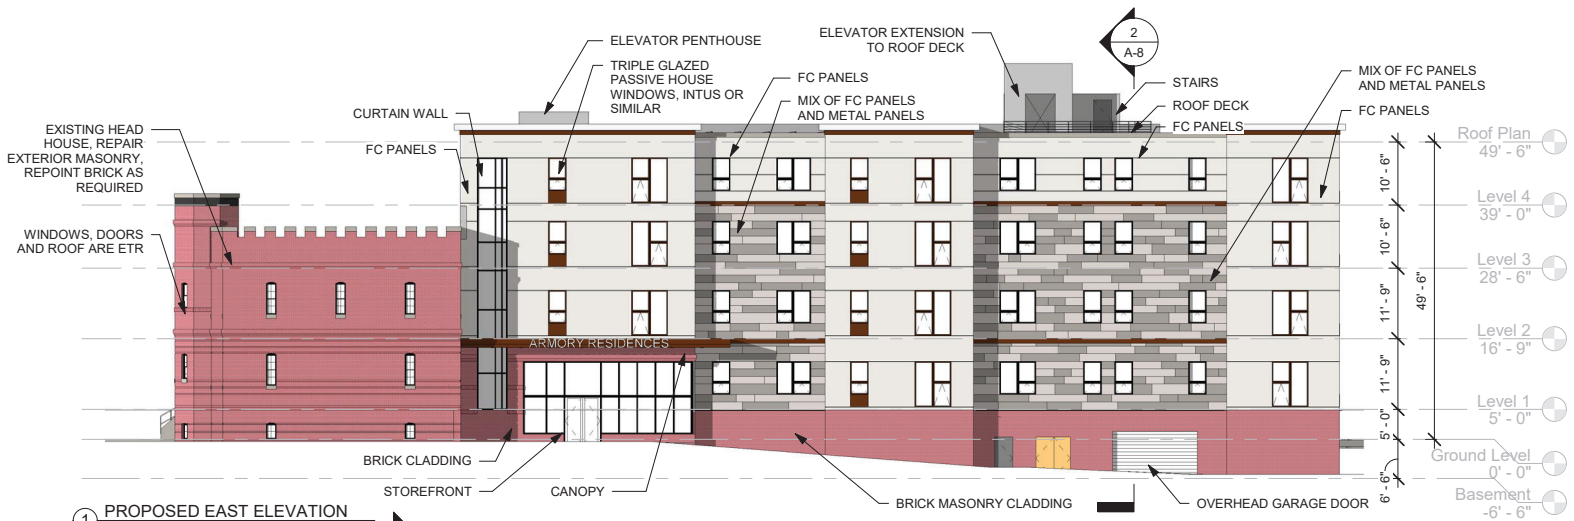 ELEVATOR PENTHOUSE
TRIPLE GLAZED
PASSIVE HOUSE
WINDOWS, INTUS OR
SIMILAR
CURTAIN WALL
FC PANELS
EXISTING HEAD
HOUSE, REPAIR
EXTERIOR MASONRY,
REPOINT BRICK AS
REQUIRED
WINDOWS, DOORS
AND ROOF ARE ETR
ELEVATOR EXTENSION
TO ROOF DECK
FC PANELS
MIX OF FC PANELS
AND METAL PANELS
2
A-8
STAIRS
ROOF DECK
FC PANELS
MIX OF FC PANELS
AND METAL PANELS
FC PANELS
Roof Plan
49' - 6"
Level 4
39' - 0"
Level 3
28' - 6"
Level 2
16' - 9"
Level 1
5' - 0"
Ground Level
0' - 0"
Basement
-6' - 6"
10' - 6"
10' - 6"
11' - 9"
11' - 9"
5' - 0"
6' - 6"
49' - 6"
ARMORY RESIDENCES
BRICK CLADDING
STOREFRONT
CANOPY
BRICK MASONRY CLADDING
OVERHEAD GARAGE DOOR
1
PROPOSED EAST ELEVATION